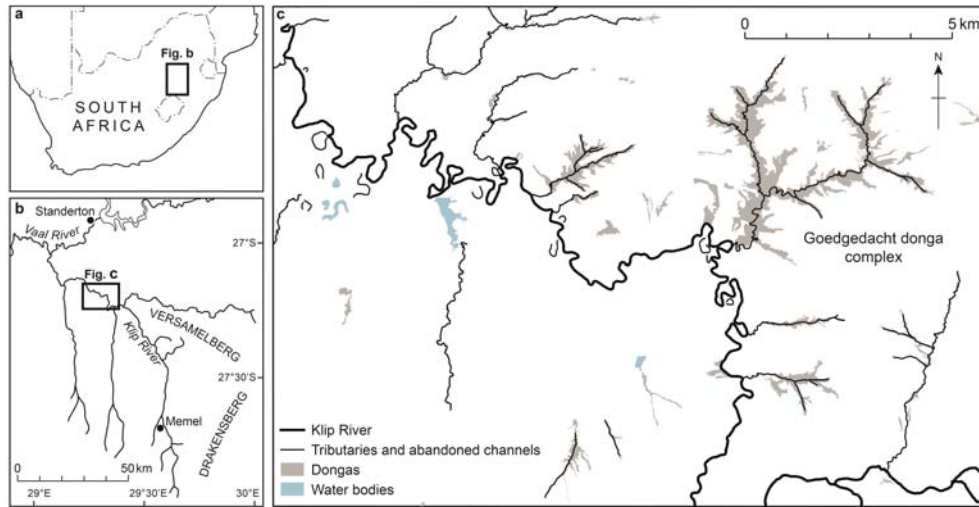 a
Fig. b
SOUTH
AFRICA
b
Standerton
Vaal River
27°S
Fig. c
VERSAMELBERG
Klip River
27°30'S
Memel
DRAKENSBERG
0 50 km
29°E 29°30'E 30°E
c
0 5 km
N
Goedgedacht donga
complex
Klip River
Tributaries and abandoned channels
Dongas
Water bodies